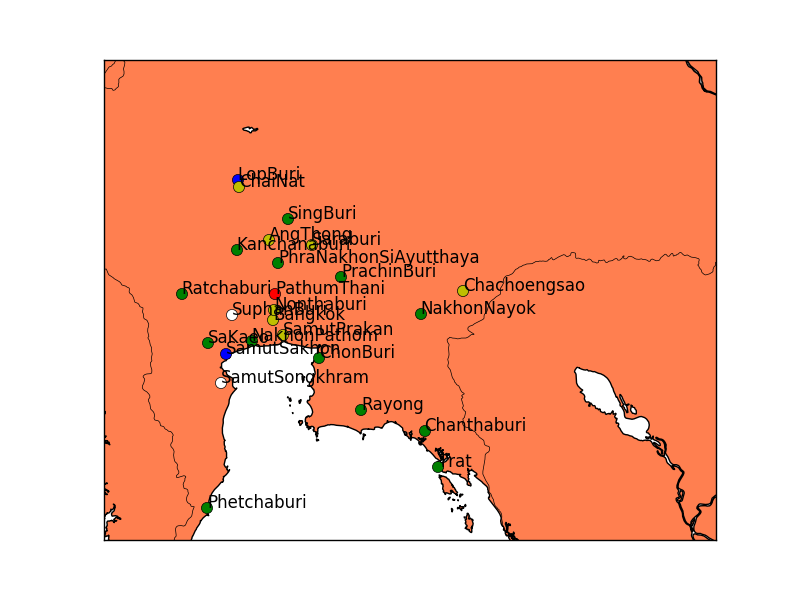 LopBuri
ChaiNat
SingBuri
AngThong
Saraburi
Kanchanaburi
PhraNakhonSiAyutthaya
PrachinBuri
Ratchaburi
PathumThani
Chachoengsao
Nonthaburi
SuphanBuri
NakhonNayok
Bangkok
SamutPrakan
SaKaeo
NakhonPathom
SamutSakhon
ChonBuri
SamutSongkhram
Rayong
Chanthaburi
Prat
Phetchaburi